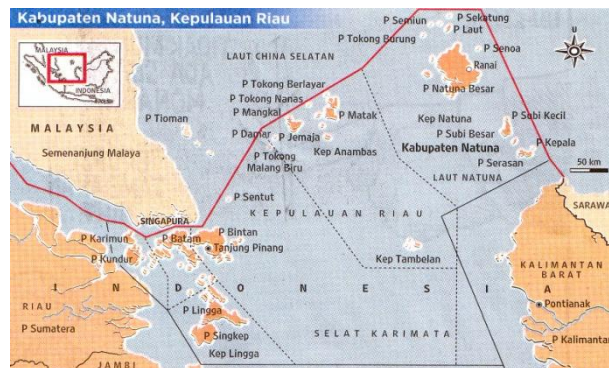 Kabupaten Natuna, Kepulauan Riau
MALAYSIA
INDONESIA
P Sekatung
P Semiun
P Laut
P Tokong Burung
P Senoa
U
LAUT CHINA SELATAN
Ranai
P Natuna Besar
P Tokong Berlayar
P Tokong Nanas
P Mangkai
P Matak
P Tioman
P Damar
P Jemaja
Kep Natuna
P Subi Kecil
MALAYSIA
P Subi Besar
P Kepala
Semenanjung Malaya
P Tokong
Malang Biru
Kep Anambas
Kabupaten Natuna
P Serasan
50 km
LAUT NATUNA
P Sentut
SARAWA
KEPULAUAN RIAU
SINGAPURA
P Karimun
P Batam
P Bintan
Tanjung Pinang
P Kundur
Kep Tambelan
KALIMANTAN
BARAT
INDONESIA
RIAU
P Lingga
Pontianak
P Sumatera
P Singkep
SELAT KARIMATA
P Kalimantan
Kep Lingga
JAMBI